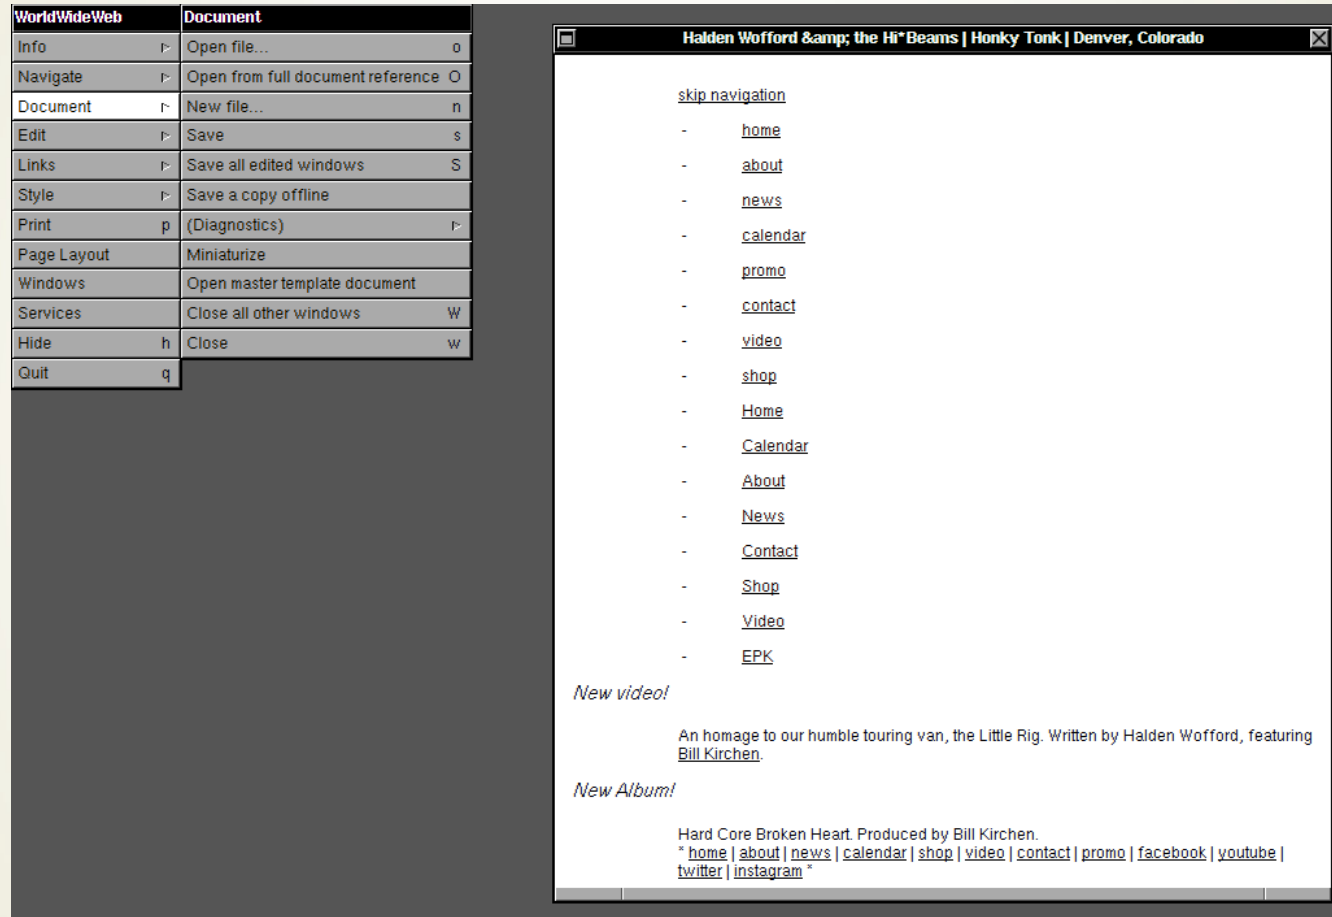 WorldWideWeb
Info
Navigate
Document
Edit
Links
Style
Print p
Page Layout
Windows
Services
Hide h
Quit q
Document
Open file... o
Open from full document reference O
New file... n
Save s
Save all edited windows S
Save a copy offline
(Diagnostics)
Miniaturize
Open master template document
Close all other windows W
Close w
Halden Wofford &amp; the Hi*Beams | Honky Tonk | Denver, Colorado
skip navigation
- home
- about
- news
- calendar
- promo
- contact
- video
- shop
- Home
- Calendar
- About
- News
- Contact
- Shop
- Video
- EPK
New video!
An homage to our humble touring van, the Little Rig. Written by Halden Wofford, featuring
Bill Kirchen.
New Album!
Hard Core Broken Heart. Produced by Bill Kirchen.
* home | about | news | calendar | shop | video | contact | promo | facebook | youtube |
twitter | instagram *